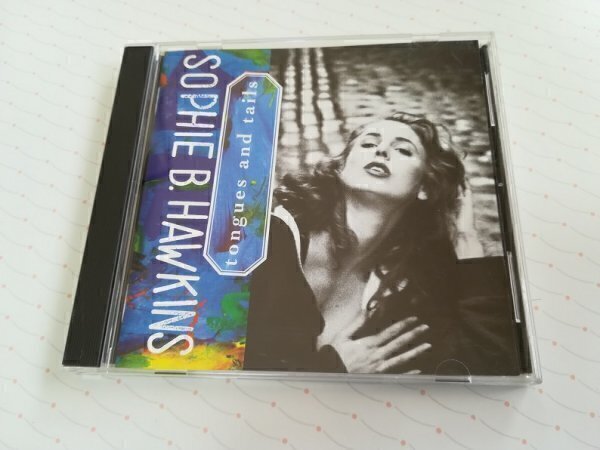 SOPHIE B. HAWKINS
tongues and tails